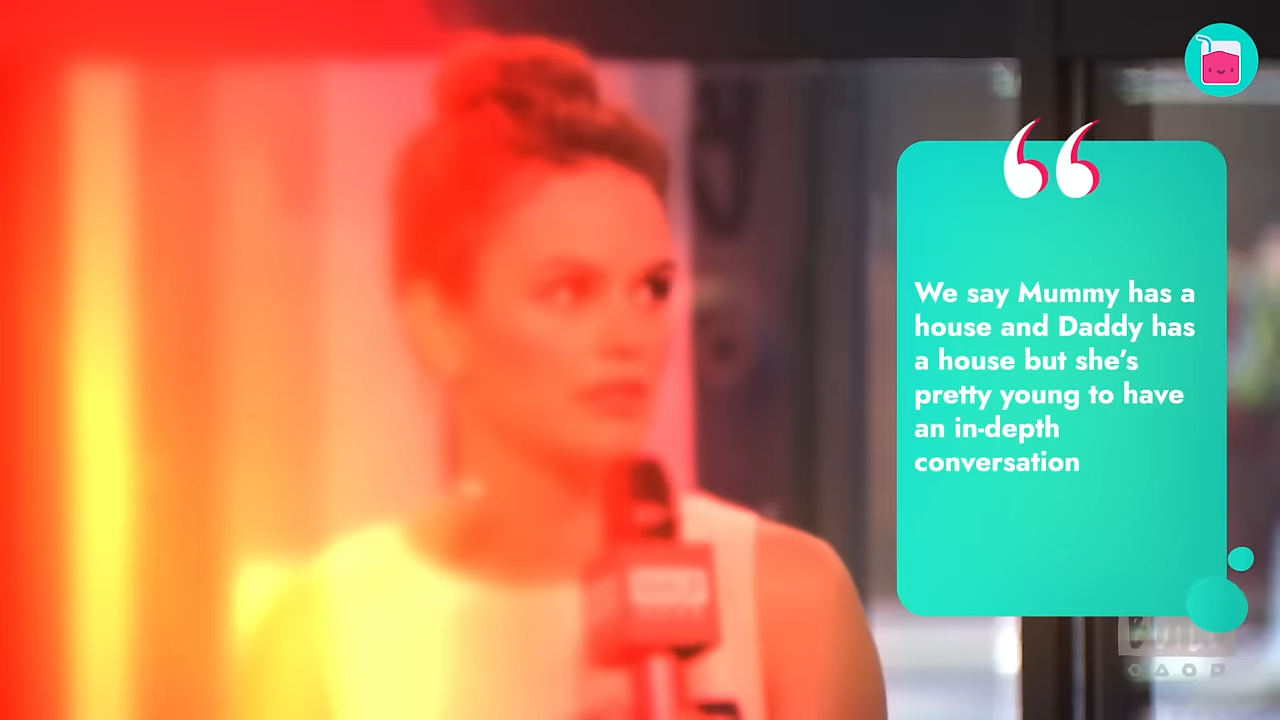 We say Mummy has a
house and Daddy has
a house but she’s
pretty young to have
an in-depth
conversation